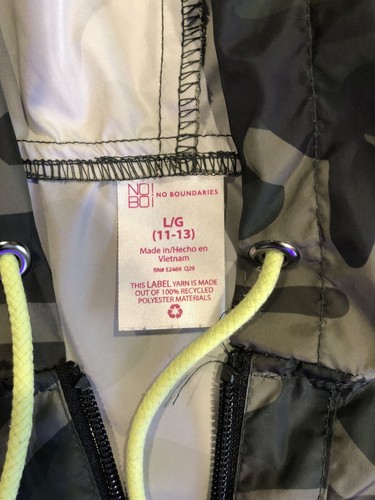 NO!
BO! NO BOUNDARIES
L/G
(11-13)
Made in/Hecho en
Vietnam
RN# 52469 Q20
THIS LABEL YARN IS MADE
OUT OF 100% RECYCLED
POLYESTER MATERIALS